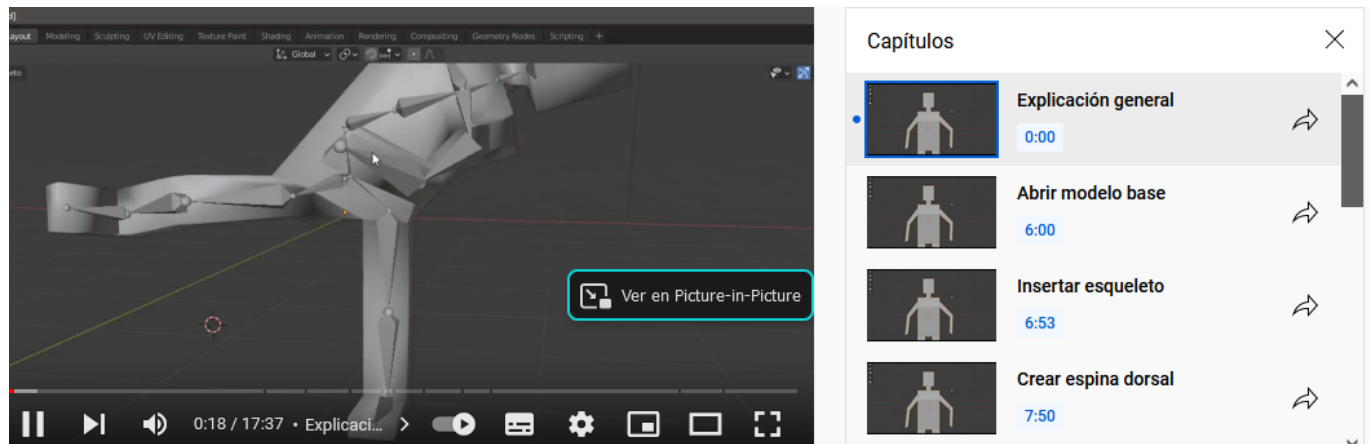 d]
ayout Modeling Sculpting UV Editing Texture Paint Shading Animation Rendering Compositing Geometry Nodes Scripting +
Global
eto
Ver en Picture-in-Picture
0:18 / 17:37 • Explicaci... >
Capítulos
Explicación general
0:00
Abrir modelo base
6:00
Insertar esqueleto
6:53
Crear espina dorsal
7:50